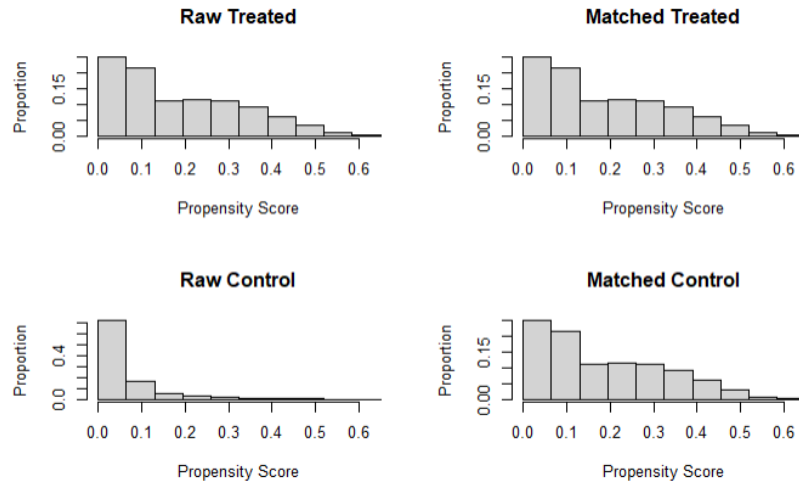 Raw Treated
Proportion
0.00 0.15
0.0 0.1 0.2 0.3 0.4 0.5 0.6
Propensity Score
Matched Treated
Proportion
0.00 0.15
0.0 0.1 0.2 0.3 0.4 0.5 0.6
Propensity Score
Raw Control
Proportion
0.0 0.4
0.0 0.1 0.2 0.3 0.4 0.5 0.6
Propensity Score
Matched Control
Proportion
0.00 0.15
0.0 0.1 0.2 0.3 0.4 0.5 0.6
Propensity Score